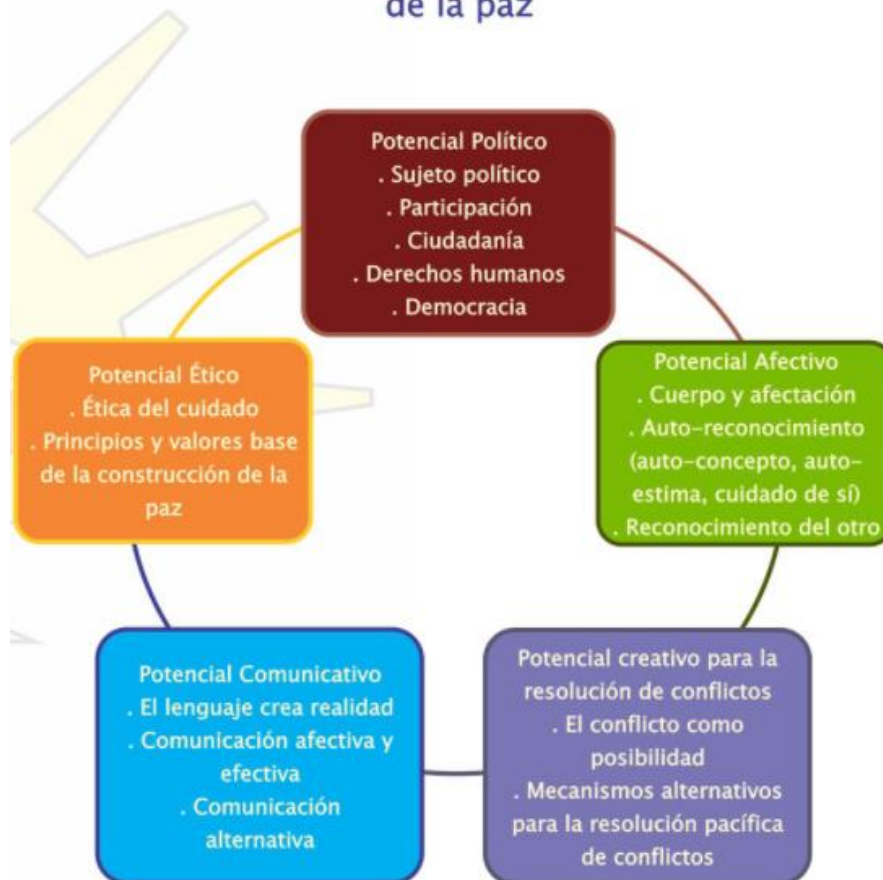 de la paz
Potencial Político
. Sujeto político
. Participación
. Ciudadanía
. Derechos humanos
. Democracia
Potencial Afectivo
. Cuerpo y afectación
. Auto-reconocimiento
(auto-concepto, auto-
estima, cuidado de sí)
. Reconocimiento del otro
Potencial creativo para la
resolución de conflictos
. El conflicto como
posibilidad
. Mecanismos alternativos
para la resolución pacífica
de conflictos
Potencial Comunicativo
. El lenguaje crea realidad
. Comunicación afectiva y
efectiva
. Comunicación
alternativa
Potencial Ético
. Ética del cuidado
. Principios y valores base
de la construcción de la
paz